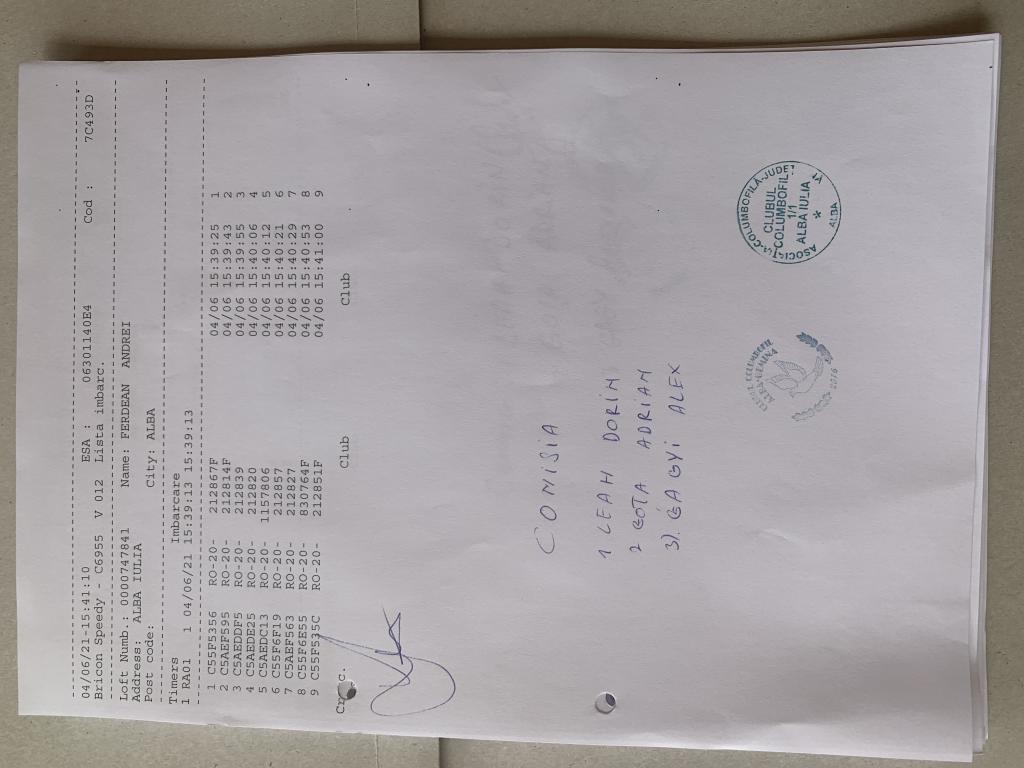 04/06/21-15:41:10 ESA : 06301140E4 Cod : 7C493D
Bricon Speedy - C6955 V 012 Lista imbarc.
Loft Numb.: 0000747841 Name: FERDEAN ANDREI
Address: ALBA IULIA
Post code: City: ALBA
Timers Imbarcare
1 RA01 1 04/06/21 15:39:13 15:39:13
1 C55F5356 RO-20- 212867F 04/06 15:39:25 1
2 C5AEF595 RO-20- 212814F 04/06 15:39:43 2
3 C5AEDDF5 RO-20- 212839 04/06 15:39:55 3
4 C5AEDE25 RO-20- 212820 04/06 15:40:06 4
5 C5AEDC13 RO-20- 1157806 04/06 15:40:12 5
6 C55F6F19 RO-20- 212857 04/06 15:40:21 6
7 C5AEF563 RO-20- 212827 04/06 15:40:29 7
8 C55F6E55 RO-20- 830764F 04/06 15:40:53 8
9 C55F535C RO-20- 212851F 04/06 15:41:00 9
Club Club
COMISIA
1 LEAH DORIN
2 GOTA ADRIAN
3). GAGYI ALEX
CLUBUL COLUMBOFIL
2016
CLUBUL
COLUMBOFIL
1/1
ALBA IULIA
*
ALBA